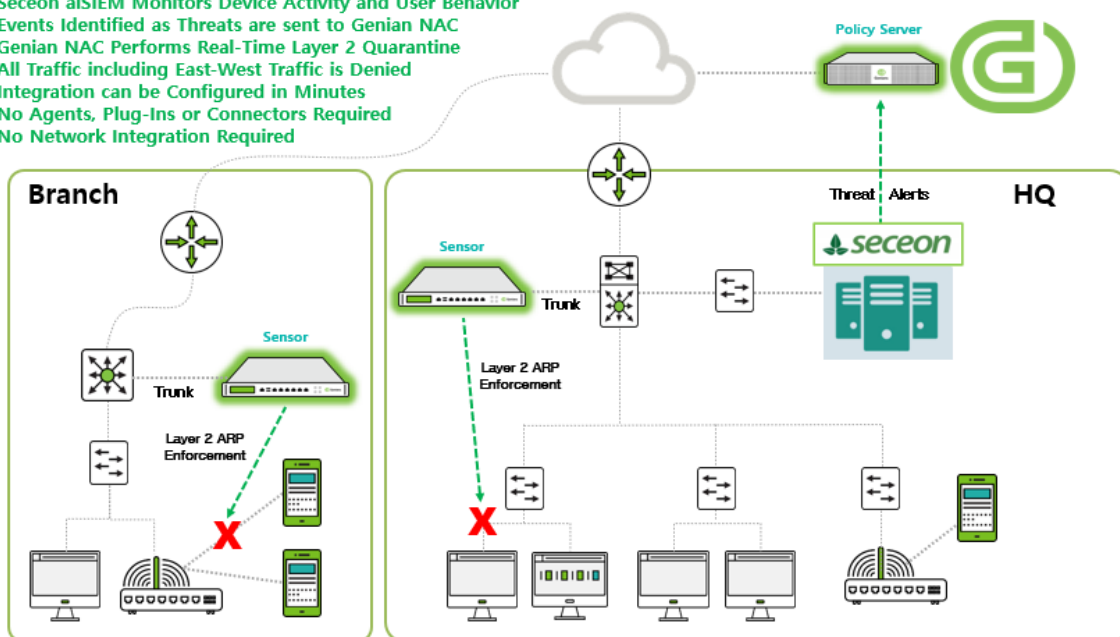 Seceon aiSIEM Monitors Device Activity and User Behavior
Events Identified as Threats are sent to Genian NAC
Genian NAC Performs Real-Time Layer 2 Quarantine
All Traffic including East-West Traffic is Denied
Integration can be Configured in Minutes
No Agents, Plug-Ins or Connectors Required
No Network Integration Required
Policy Server
G
Branch
HQ
Threat Alerts
seceon
Sensor
Trunk
Sensor
Trunk
Layer 2 ARP
Enforcement
Layer 2 ARP
Enforcement
X
X